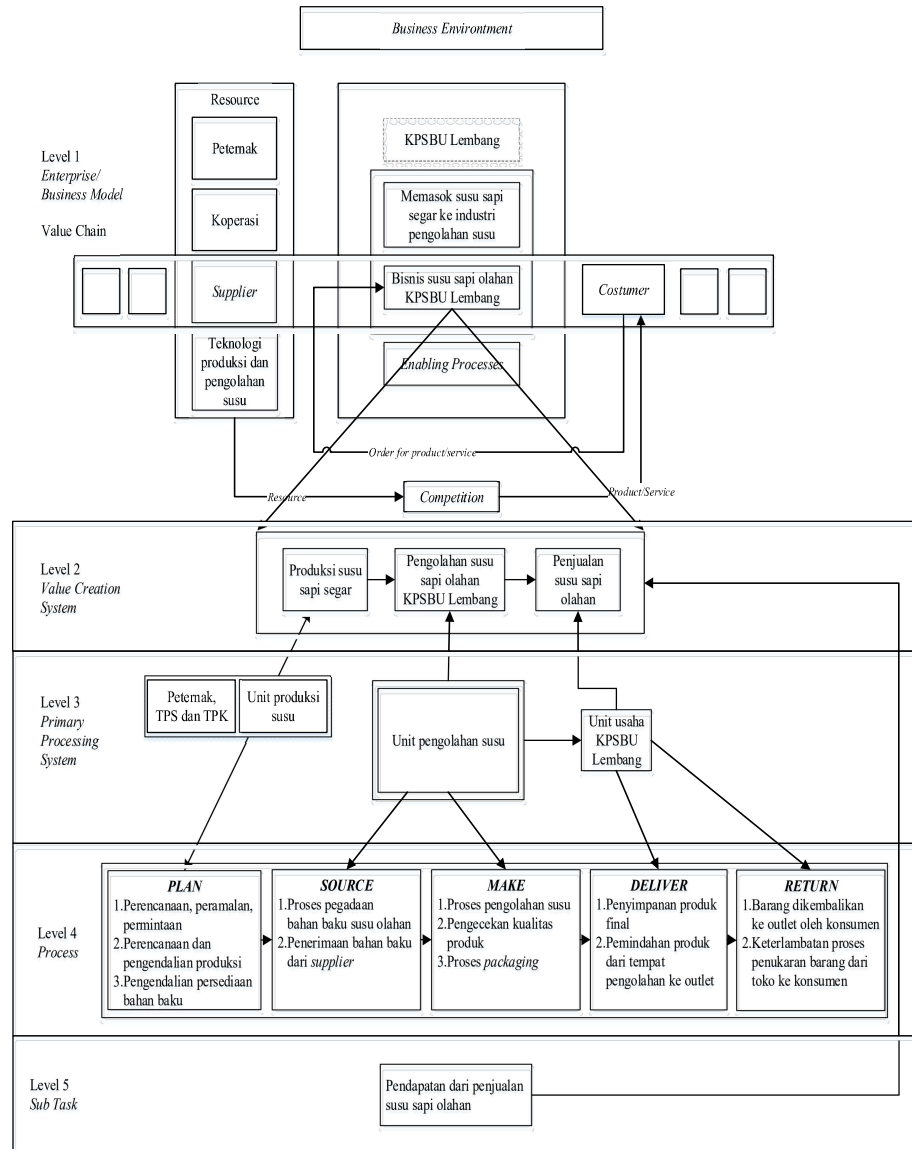 Business Environtment
Resource
Peternak
Koperasi
Supplier
Teknologi
produksi dan
pengolahan
susu
KPSBU Lembang
Memasok susu sapi
segar ke industri
pengolahan susu
Bisnis susu sapi olahan
KPSBU Lembang
Enabling Processes
Costumer
Level 1
Enterprise/
Business Model
Value Chain
Order for product/service
Resource
Competition
Product/Service
Level 2
Value Creation
System
Produksi susu
sapi segar
Pengolahan susu
sapi olahan
KPSBU Lembang
Penjualan
susu sapi
olahan
Level 3
Primary
Processing
System
Peternak,
TPS dan TPK
Unit produksi
susu
Unit pengolahan susu
Unit usaha
KPSBU
Lembang
Level 4
Process
PLAN
1.Perencanaan, peramalan,
permintaan
2.Perencanaan dan
pengendalian produksi
3.Pengendalian persediaan
bahan baku
SOURCE
1.Proses pegadaan
bahan baku susu olahan
2.Penerimaan bahan baku
dari supplier
MAKE
1.Proses pengolahan susu
2.Pengecekan kualitas
produk
3.Proses packaging
DELIVER
1.Penyimpanan produk
final
2.Pemindahan produk
dari tempat
pengolahan ke outlet
RETURN
1.Barang dikembalikan
ke outlet oleh konsumen
2.Keterlambatan proses
penukaran barang dari
toko ke konsumen
Level 5
Sub Task
Pendapatan dari penjualan
susu sapi olahan